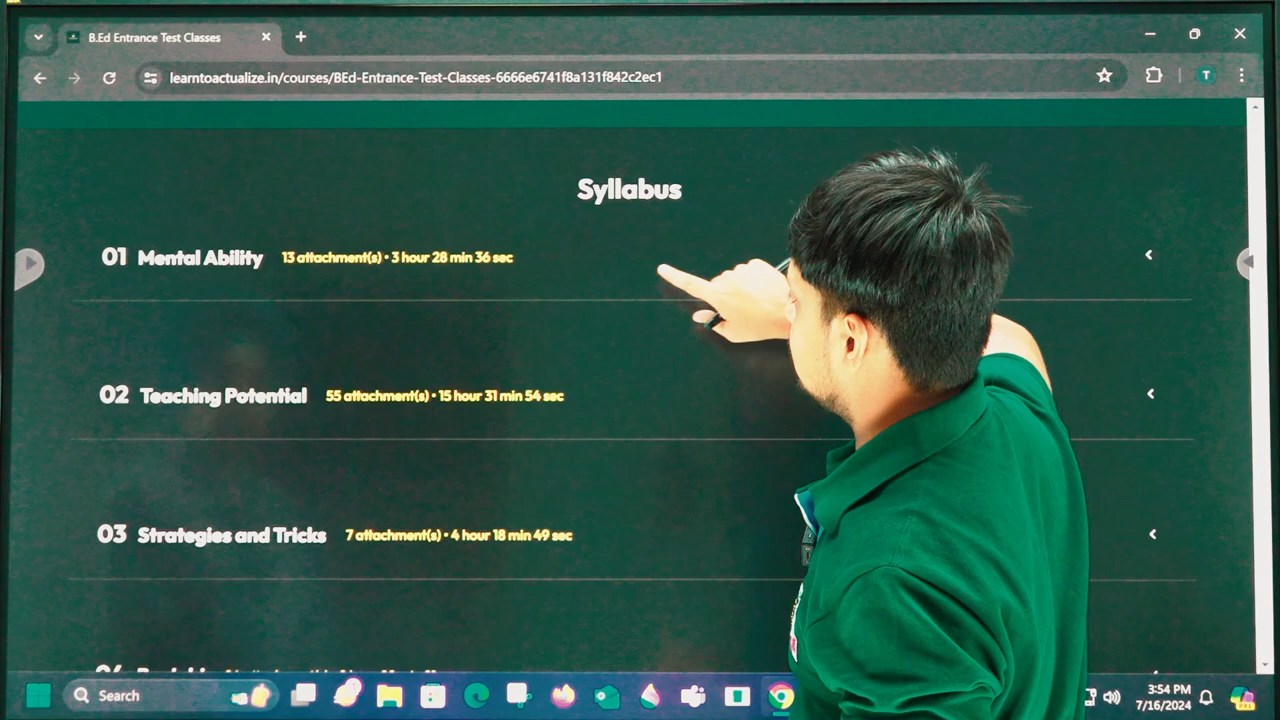 B.Ed Entrance Test Classes
learntoactualize.in/courses/BEd-Entrance-Test-Classes-6666e6741f8a131f842c2ec1
T
Syllabus
01 Mental Ability 13 attachment(s) • 3 hour 28 min 36 sec
02 Teaching Potential 55 attachment(s) • 15 hour 31 min 54 sec
03 Strategies and Tricks 7 attachment(s) • 4 hour 18 min 49 sec
Search
3:54 PM
7/16/2024